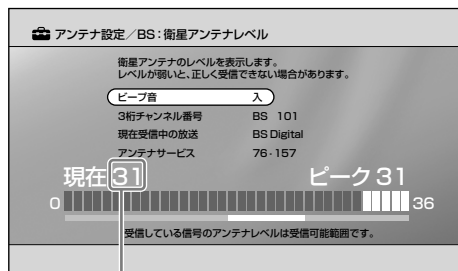 アンテナ設定／BS：衛星アンテナレベル
衛星アンテナのレベルを表示します。
レベルが弱いと、正しく受信できない場合があります。
ビープ音 入
3桁チャンネル番号 BS 101
現在受信中の放送 BS Digital
アンテナサービス 76-157
現在 31 ピーク 31
0 36
受信している信号のアンテナレベルは受信可能範囲です。